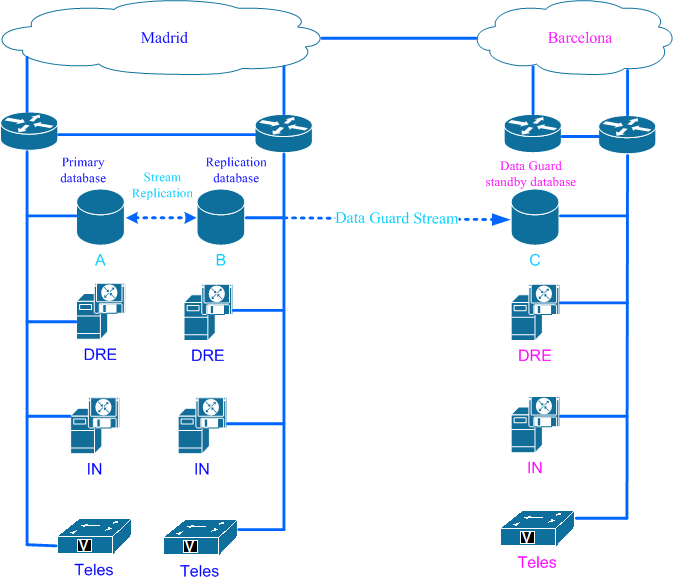 Madrid
Barcelona
Primary
database
Stream
Replication
Replication
database
Data Guard
standby database
Data Guard Stream
A
B
C
DRE
DRE
DRE
IN
IN
IN
V
Teles
V
Teles
V
Teles